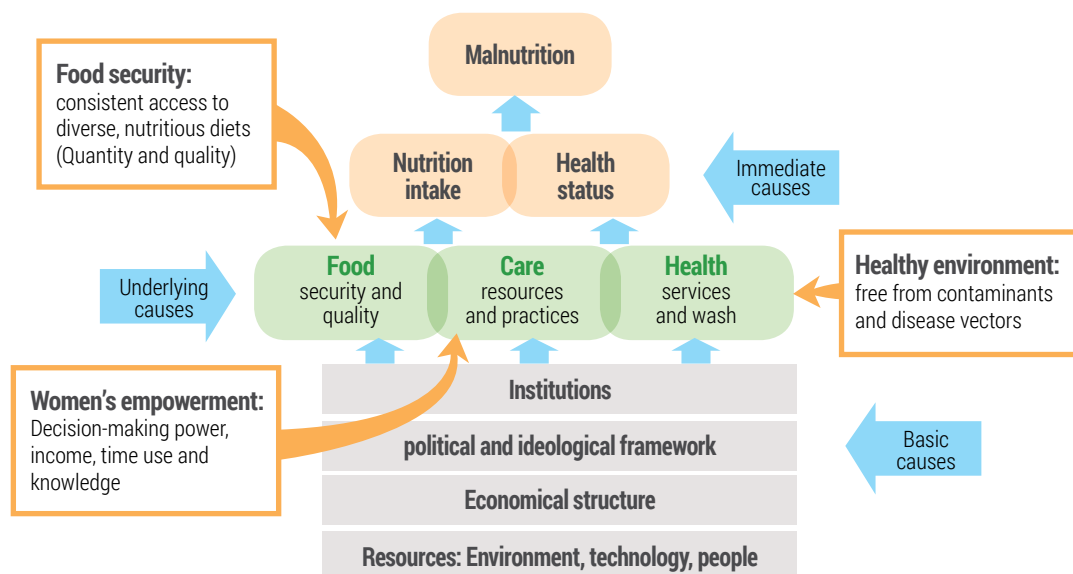 Malnutrition
Food security:
consistent access to
diverse, nutritious diets
(Quantity and quality)
Nutrition
intake
Health
status
Immediate
causes
Underlying
causes
Food
security and
quality
Care
resources
and practices
Health
services
and wash
Healthy environment:
free from contaminants
and disease vectors
Women's empowerment:
Decision-making power,
income, time use and
knowledge
Institutions
political and ideological framework
Economical structure
Resources: Environment, technology, people
Basic
causes